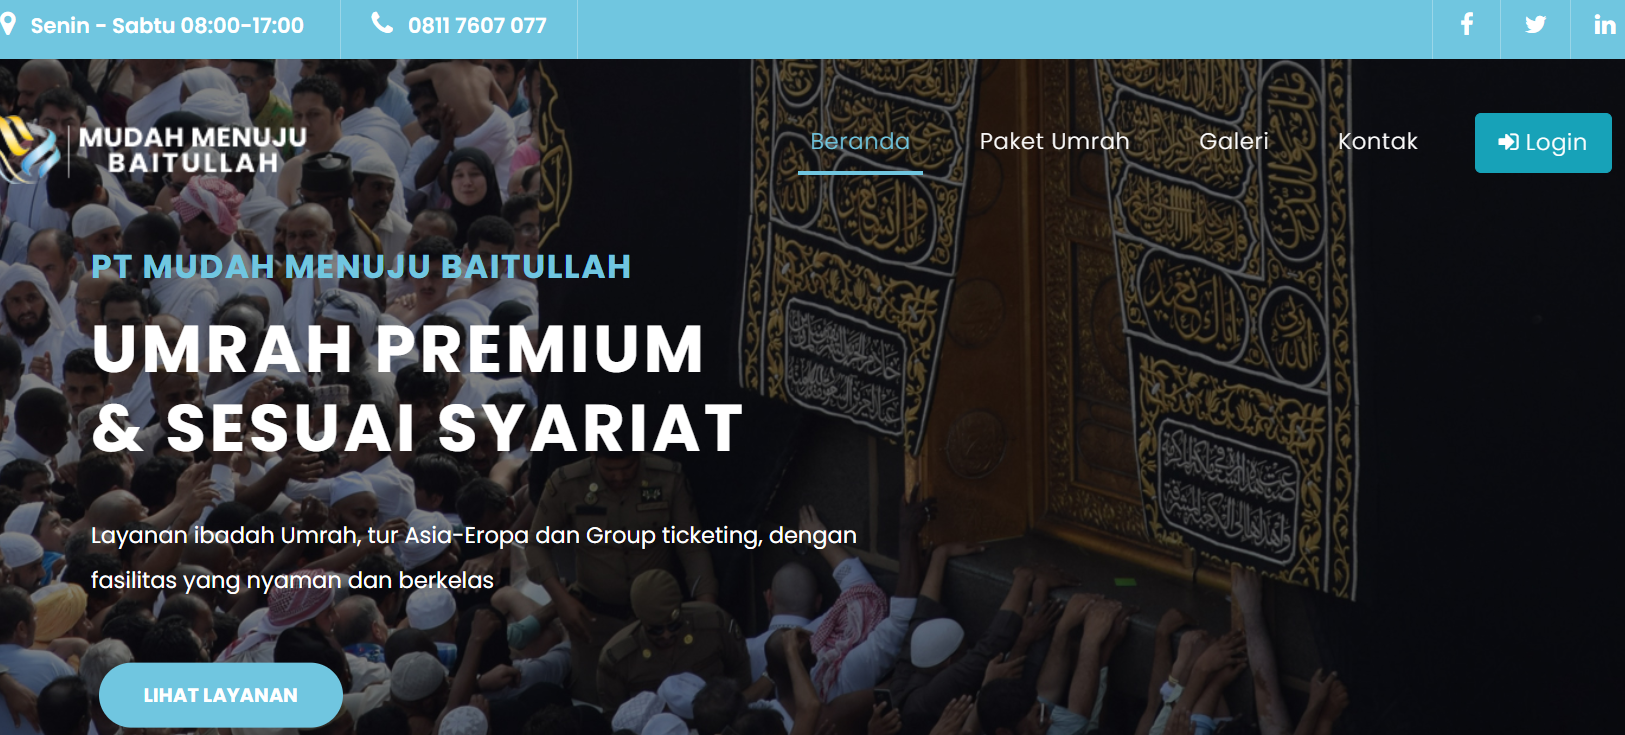 Senin - Sabtu 08:00-17:00
0811 7607 077
MUDAH MENUJU
BAITULLAH
Beranda
Paket Umrah
Galeri
Kontak
Login
PT MUDAH MENUJU BAITULLAH
UMRAH PREMIUM
& SESUAI SYARIAT
Layanan ibadah Umrah, tur Asia-Eropa dan Group ticketing, dengan
fasilitas yang nyaman dan berkelas
LIHAT LAYANAN